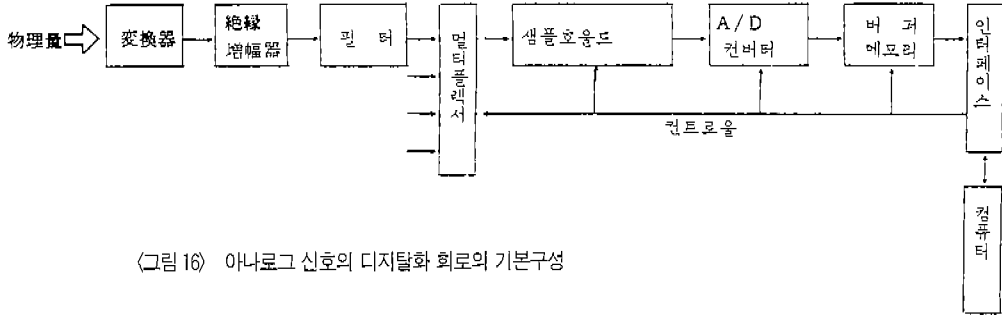 物理量
変換器
絶縁
増幅器
필 터
멀티플렉서
샘플호울드
A/D
컨버터
버 퍼
메모리
인터페이스
컨트로울
컴퓨터
〈그림 16〉 아나로그 신호의 디지탈화 회로의 기본구성